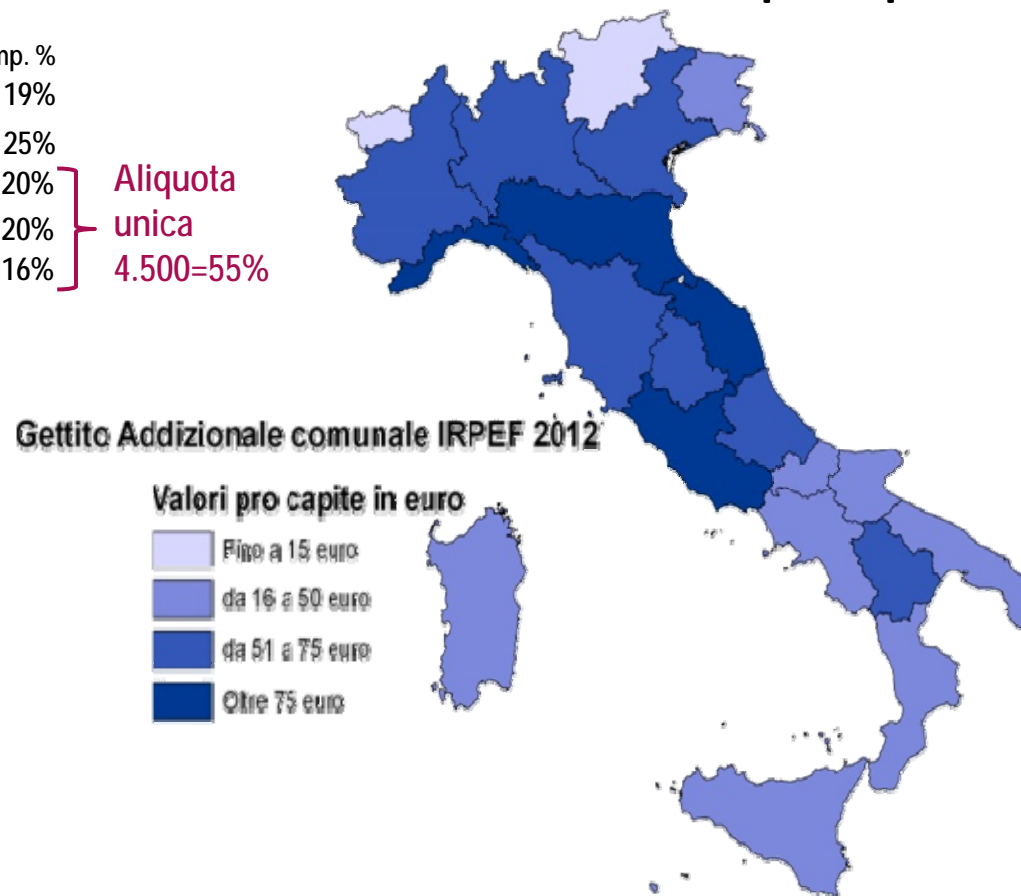 mp. %
19%
25%
20%
20%
16%
Aliquota
unica
4.500=55%
Gettito Addizionale comunale IRPEF 2012
Valori pro capite in euro
Fino a 15 euro
da 16 a 50 euro
da 51 a 75 euro
Oltre 75 euro